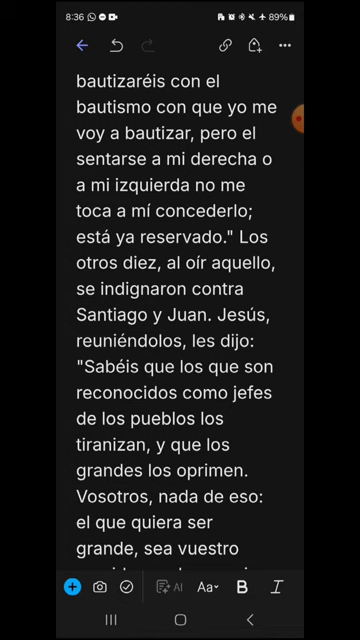 8:36
89%
bautizaréis con el
bautismo con que yo me
voy a bautizar, pero el
sentarse a mi derecha o
a mi izquierda no me
toca a mí concederlo;
está ya reservado." Los
otros diez, al oír aquello,
se indignaron contra
Santiago y Juan. Jesús,
reuniéndolos, les dijo:
"Sabéis que los que son
reconocidos como jefes
de los pueblos los
tiranizan, y que los
grandes los oprimen.
Vosotros, nada de eso:
el que quiera ser
grande, sea vuestro
AI Aa B I